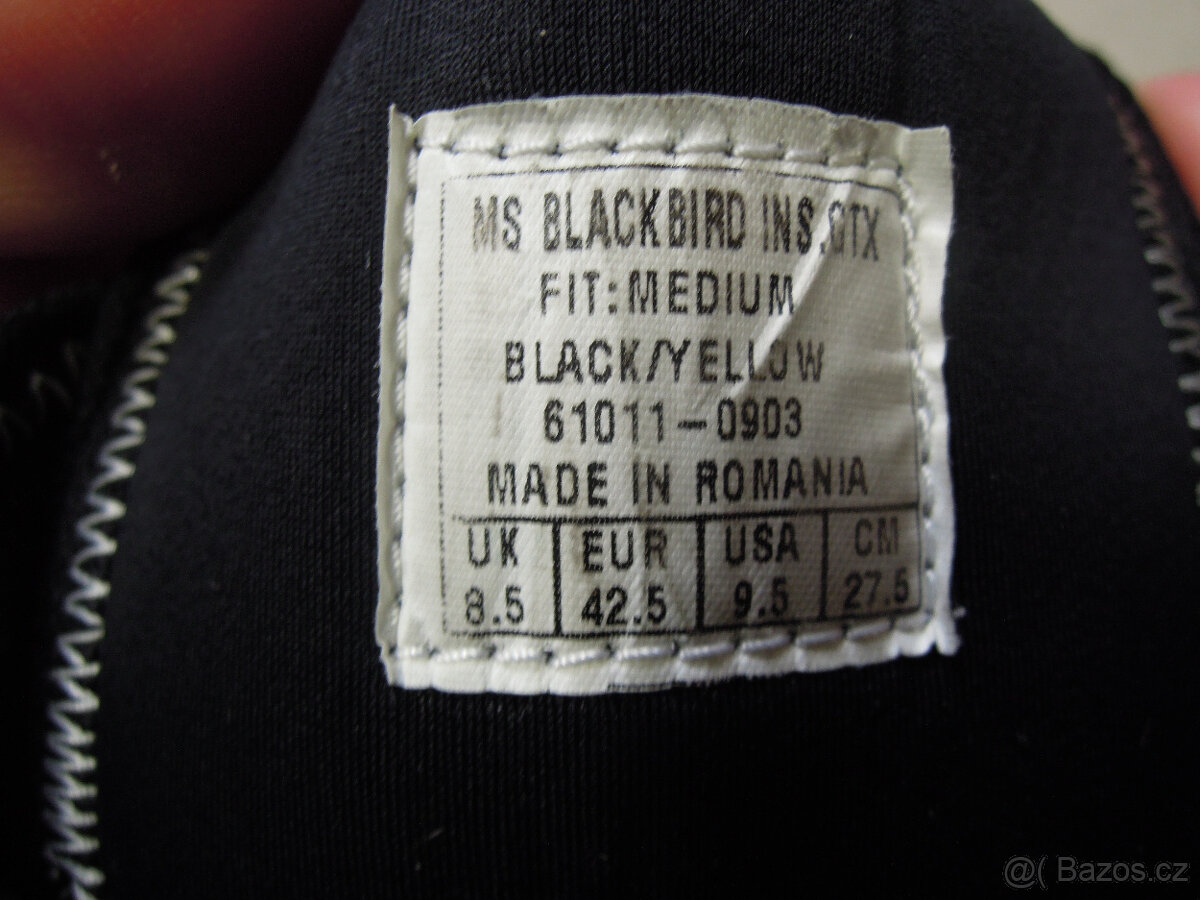 MS BLACKBIRD INS.GTX
FIT:MEDIUM
BLACK/YELLOW
61011-0903
MADE IN ROMANIA
UK EUR USA CM
8.5 42.5 9.5 27.5
@( Bazos.cz